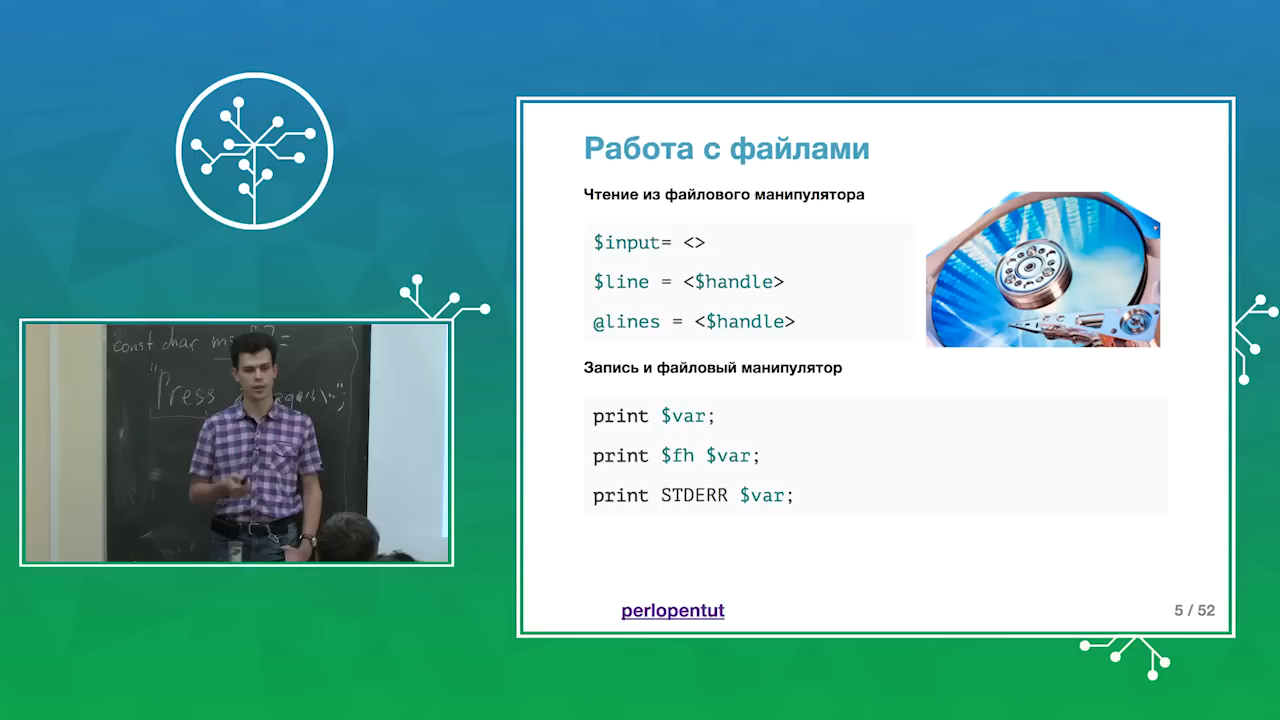 Работа с файлами
Чтение из файлового манипулятора
$input= <>
$line = <$handle>
@lines = <$handle>
Запись и файловый манипулятор
print $var;
print $fh $var;
print STDERR $var;
perlopentut
5 / 52
const char
"Press